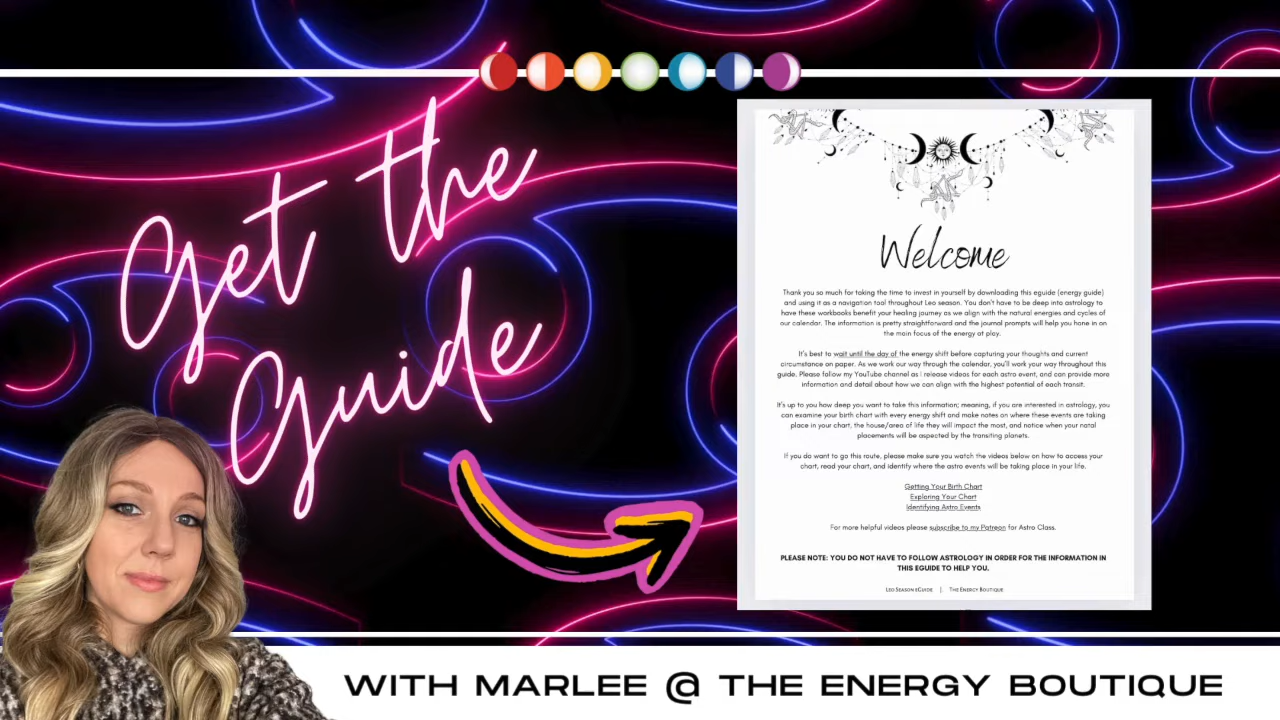 Get the
Guide
Welcome
Thank you so much for taking the time to invest in yourself by downloading this eguide (energy guide)
and using it as a navigation tool throughout Leo season. You don't have to be deep into astrology to
have these workbooks benefit your healing journey as we align with the natural energies and cycles of
our calendar. The information is pretty straightforward and the journal prompts will help you hone in on
the main focus of the energy at play.
It's best to wait until the day of the energy shift before capturing your thoughts and current
circumstance on paper. As we work our way through the calendar, you'll work your way throughout this
guide. Please follow my YouTube channel as I release videos for each astro event, and can provide more
information and detail about how we can align with the highest potential of each transit.
It's up to you how deep you want to take this information; meaning, if you are interested in astrology, you
can examine your birth chart with every energy shift and make notes on where these events are taking
place in your chart, the house/area of life they will impact the most, and notice when your natal
placements will be aspected by the transiting planets.
If you do want to go this route, please make sure you watch the videos below on how to access your
chart, read your chart, and identify where the astro events will be taking place in your life.
Getting Your Birth Chart
Exploring Your Chart
Identifying Astro Events
For more helpful videos please subscribe to my Patreon for Astro Class.
PLEASE NOTE: YOU DO NOT HAVE TO FOLLOW ASTROLOGY IN ORDER FOR THE INFORMATION IN
THIS EGUIDE TO HELP YOU.
LEO SEASON EGUIDE | THE ENERGY BOUTIQUE
WITH MARLEE @ THE ENERGY BOUTIQUE